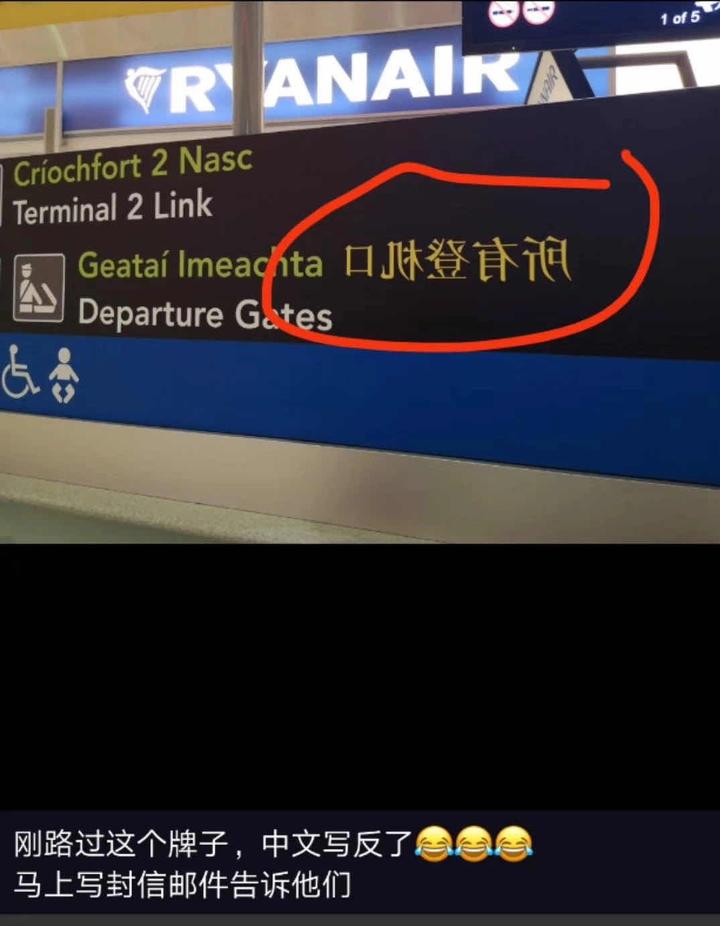 1 of 5
RYANAIR
Críochfort 2 Nasc
Terminal 2 Link
Geataí Imeachta
Departure Gates
所有登机口
刚路过这个牌子，中文写反了😂😂😂
马上写封信邮件告诉他们